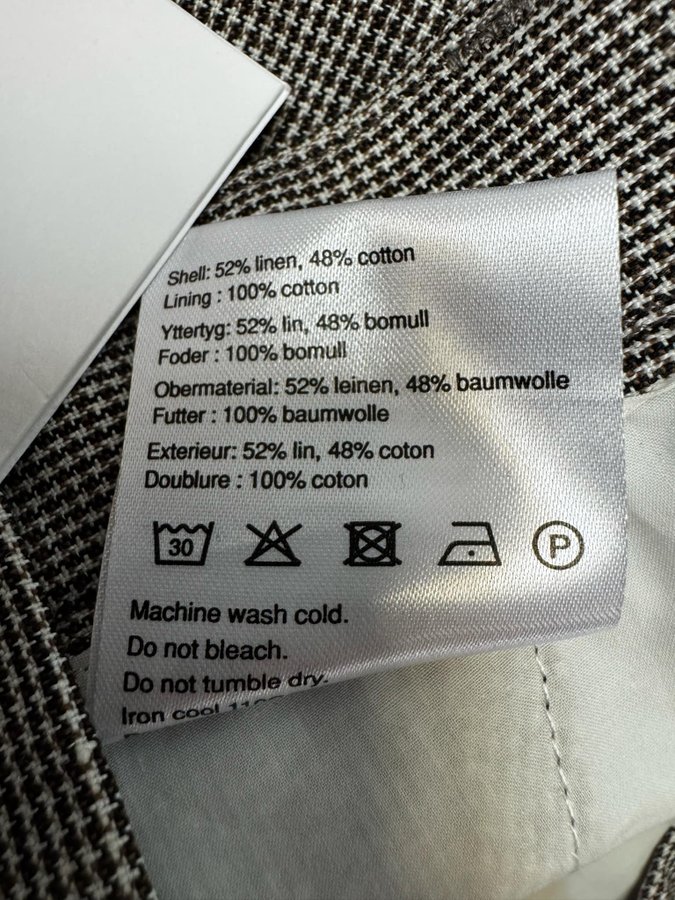 Shell: 52% linen, 48% cotton
Lining : 100% cotton
Yttertyg: 52% lin, 48% bomull
Foder : 100% bomull
Obermaterial: 52% leinen, 48% baumwolle
Futter : 100% baumwolle
Exterieur: 52% lin, 48% coton
Doublure : 100% coton
30 P
Machine wash cold.
Do not bleach.
Do not tumble dry.
Iron cool